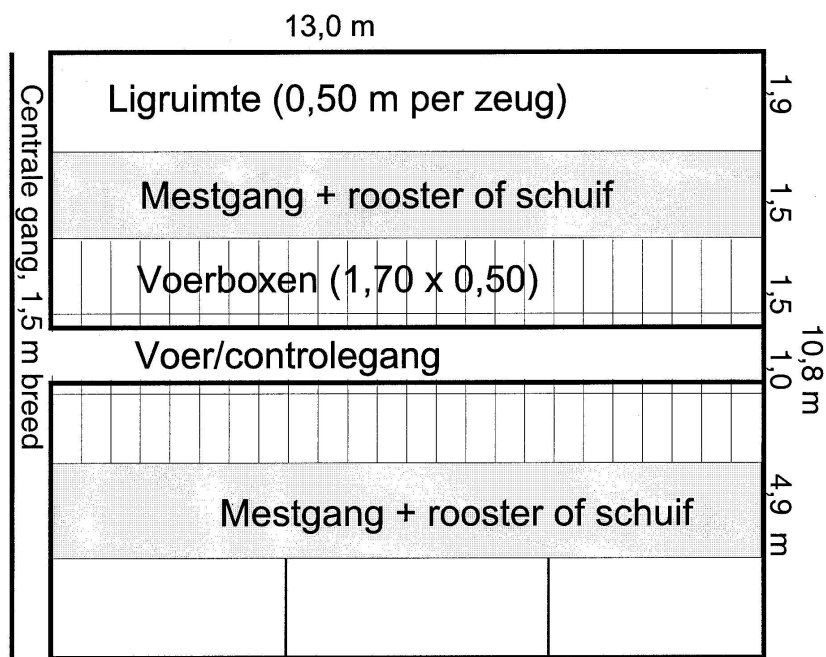 13,0 m
Centrale gang, 1,5 m breed
Ligruimte (0,50 m per zeug)
1,9
Mestgang + rooster of schuif
1,5
Voerboxen (1,70 x 0,50)
1,5
Voer/controlegang
1,0
10,8 m
Mestgang + rooster of schuif
4,9 m